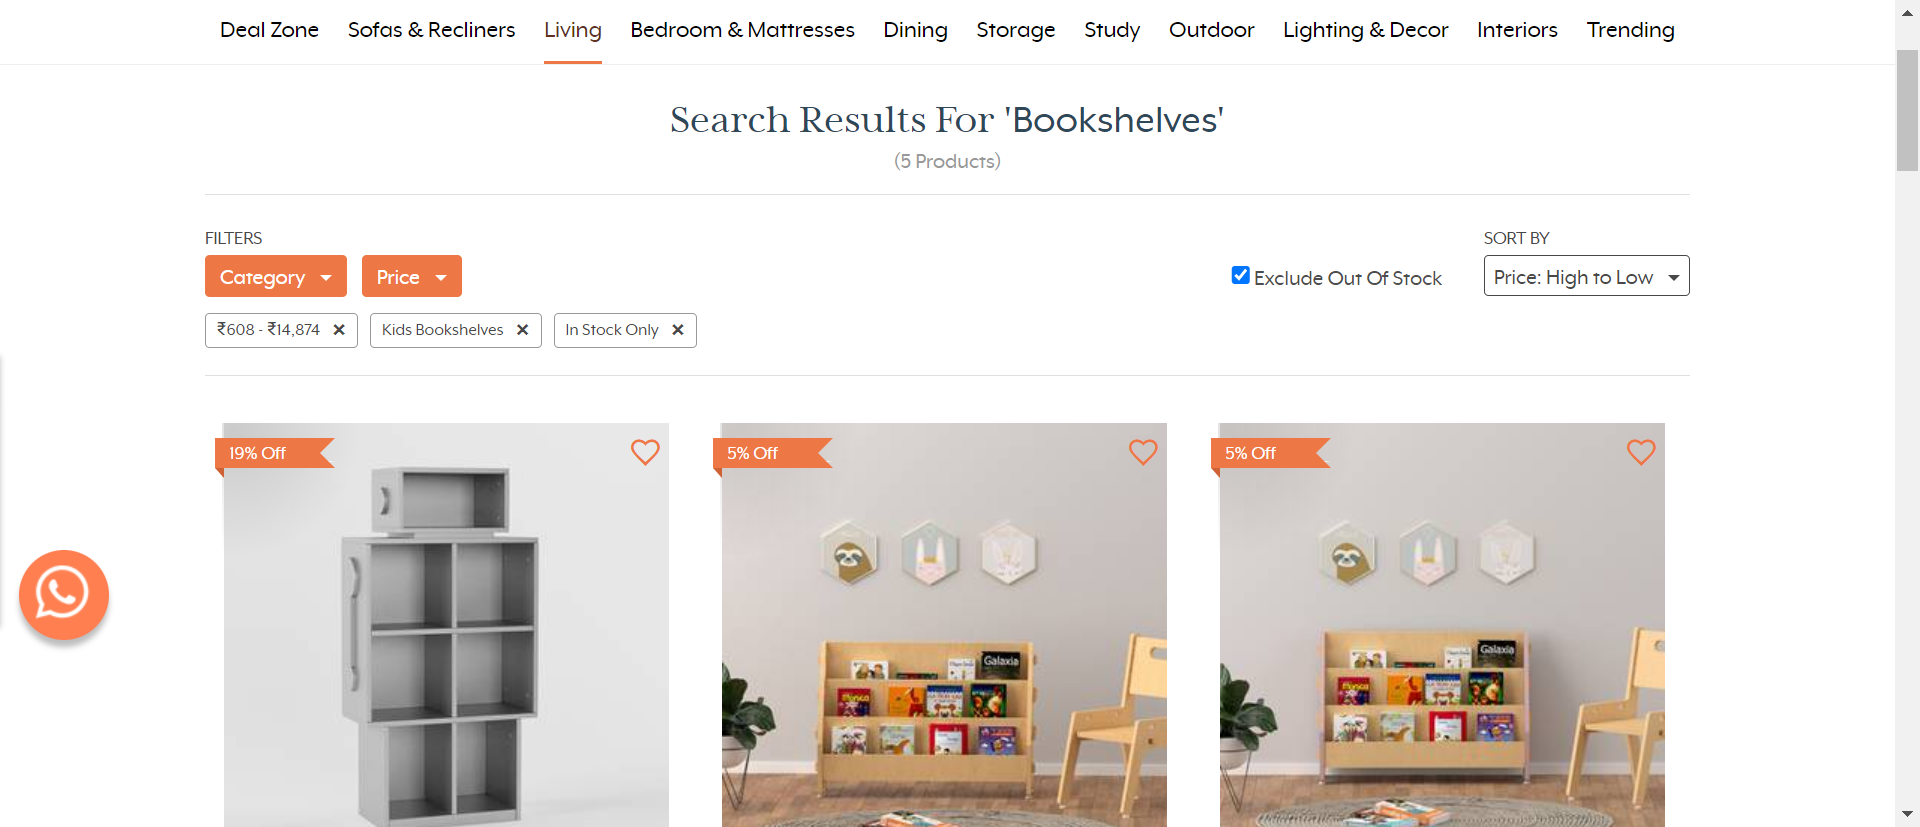 Deal Zone Sofas & Recliners Living Bedroom & Mattresses Dining Storage Study Outdoor Lighting & Decor Interiors Trending
Search Results For 'Bookshelves'
(5 Products)
FILTERS
SORT BY
Category Price
Exclude Out Of Stock
Price: High to Low
₹608 - ₹14,874 ✕ Kids Bookshelves ✕ In Stock Only ✕
19% Off
5% Off
5% Off
Galaxia
Galaxia